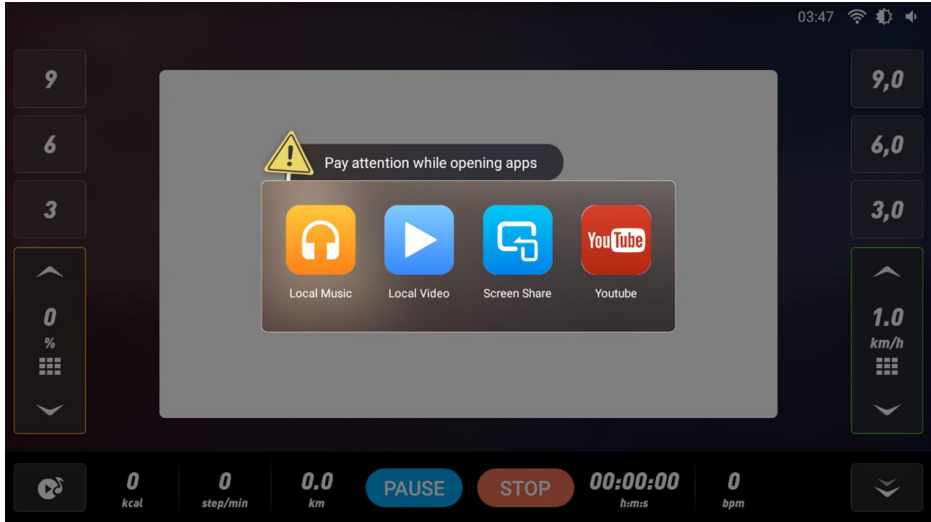 03:47
9
9,0
6
6,0
Pay attention while opening apps
3
3,0
You Tube
Local Music
Local Video
Screen Share
Youtube
0
%
1.0
km/h
0
kcal
0
step/min
0.0
km
PAUSE
STOP
00:00:00
h:m:s
0
bpm